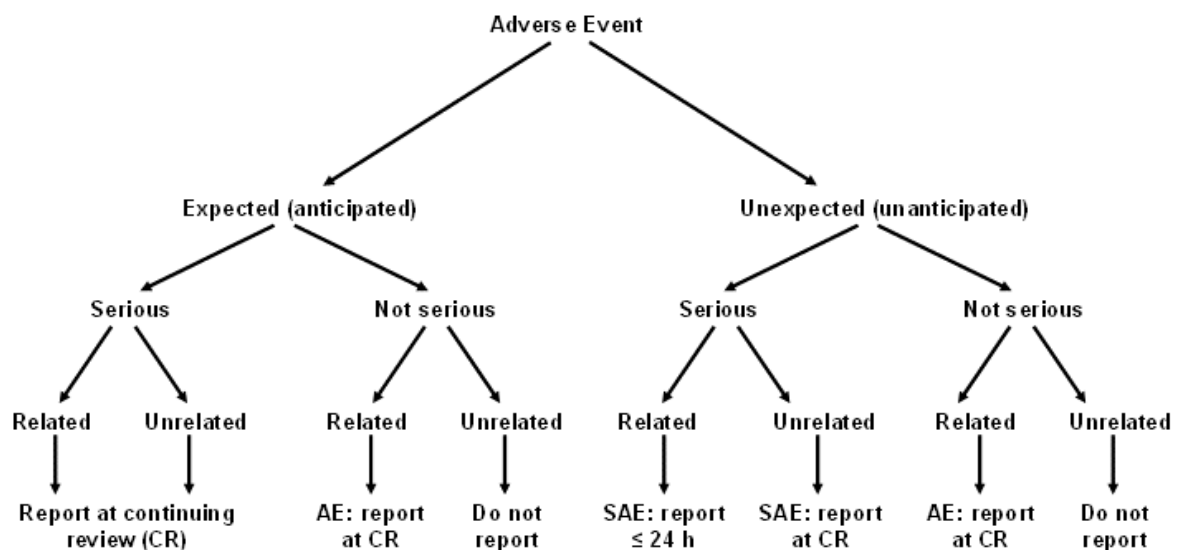 Adverse Event
Expected (anticipated)
Unexpected (unanticipated)
Serious
Not serious
Serious
Not serious
Related
Unrelated
Related
Unrelated
Related
Unrelated
Related
Unrelated
Report at continuing
review (CR)
AE: report
at CR
Do not
report
SAE: report
≤ 24 h
SAE: report
at CR
AE: report
at CR
Do not
report